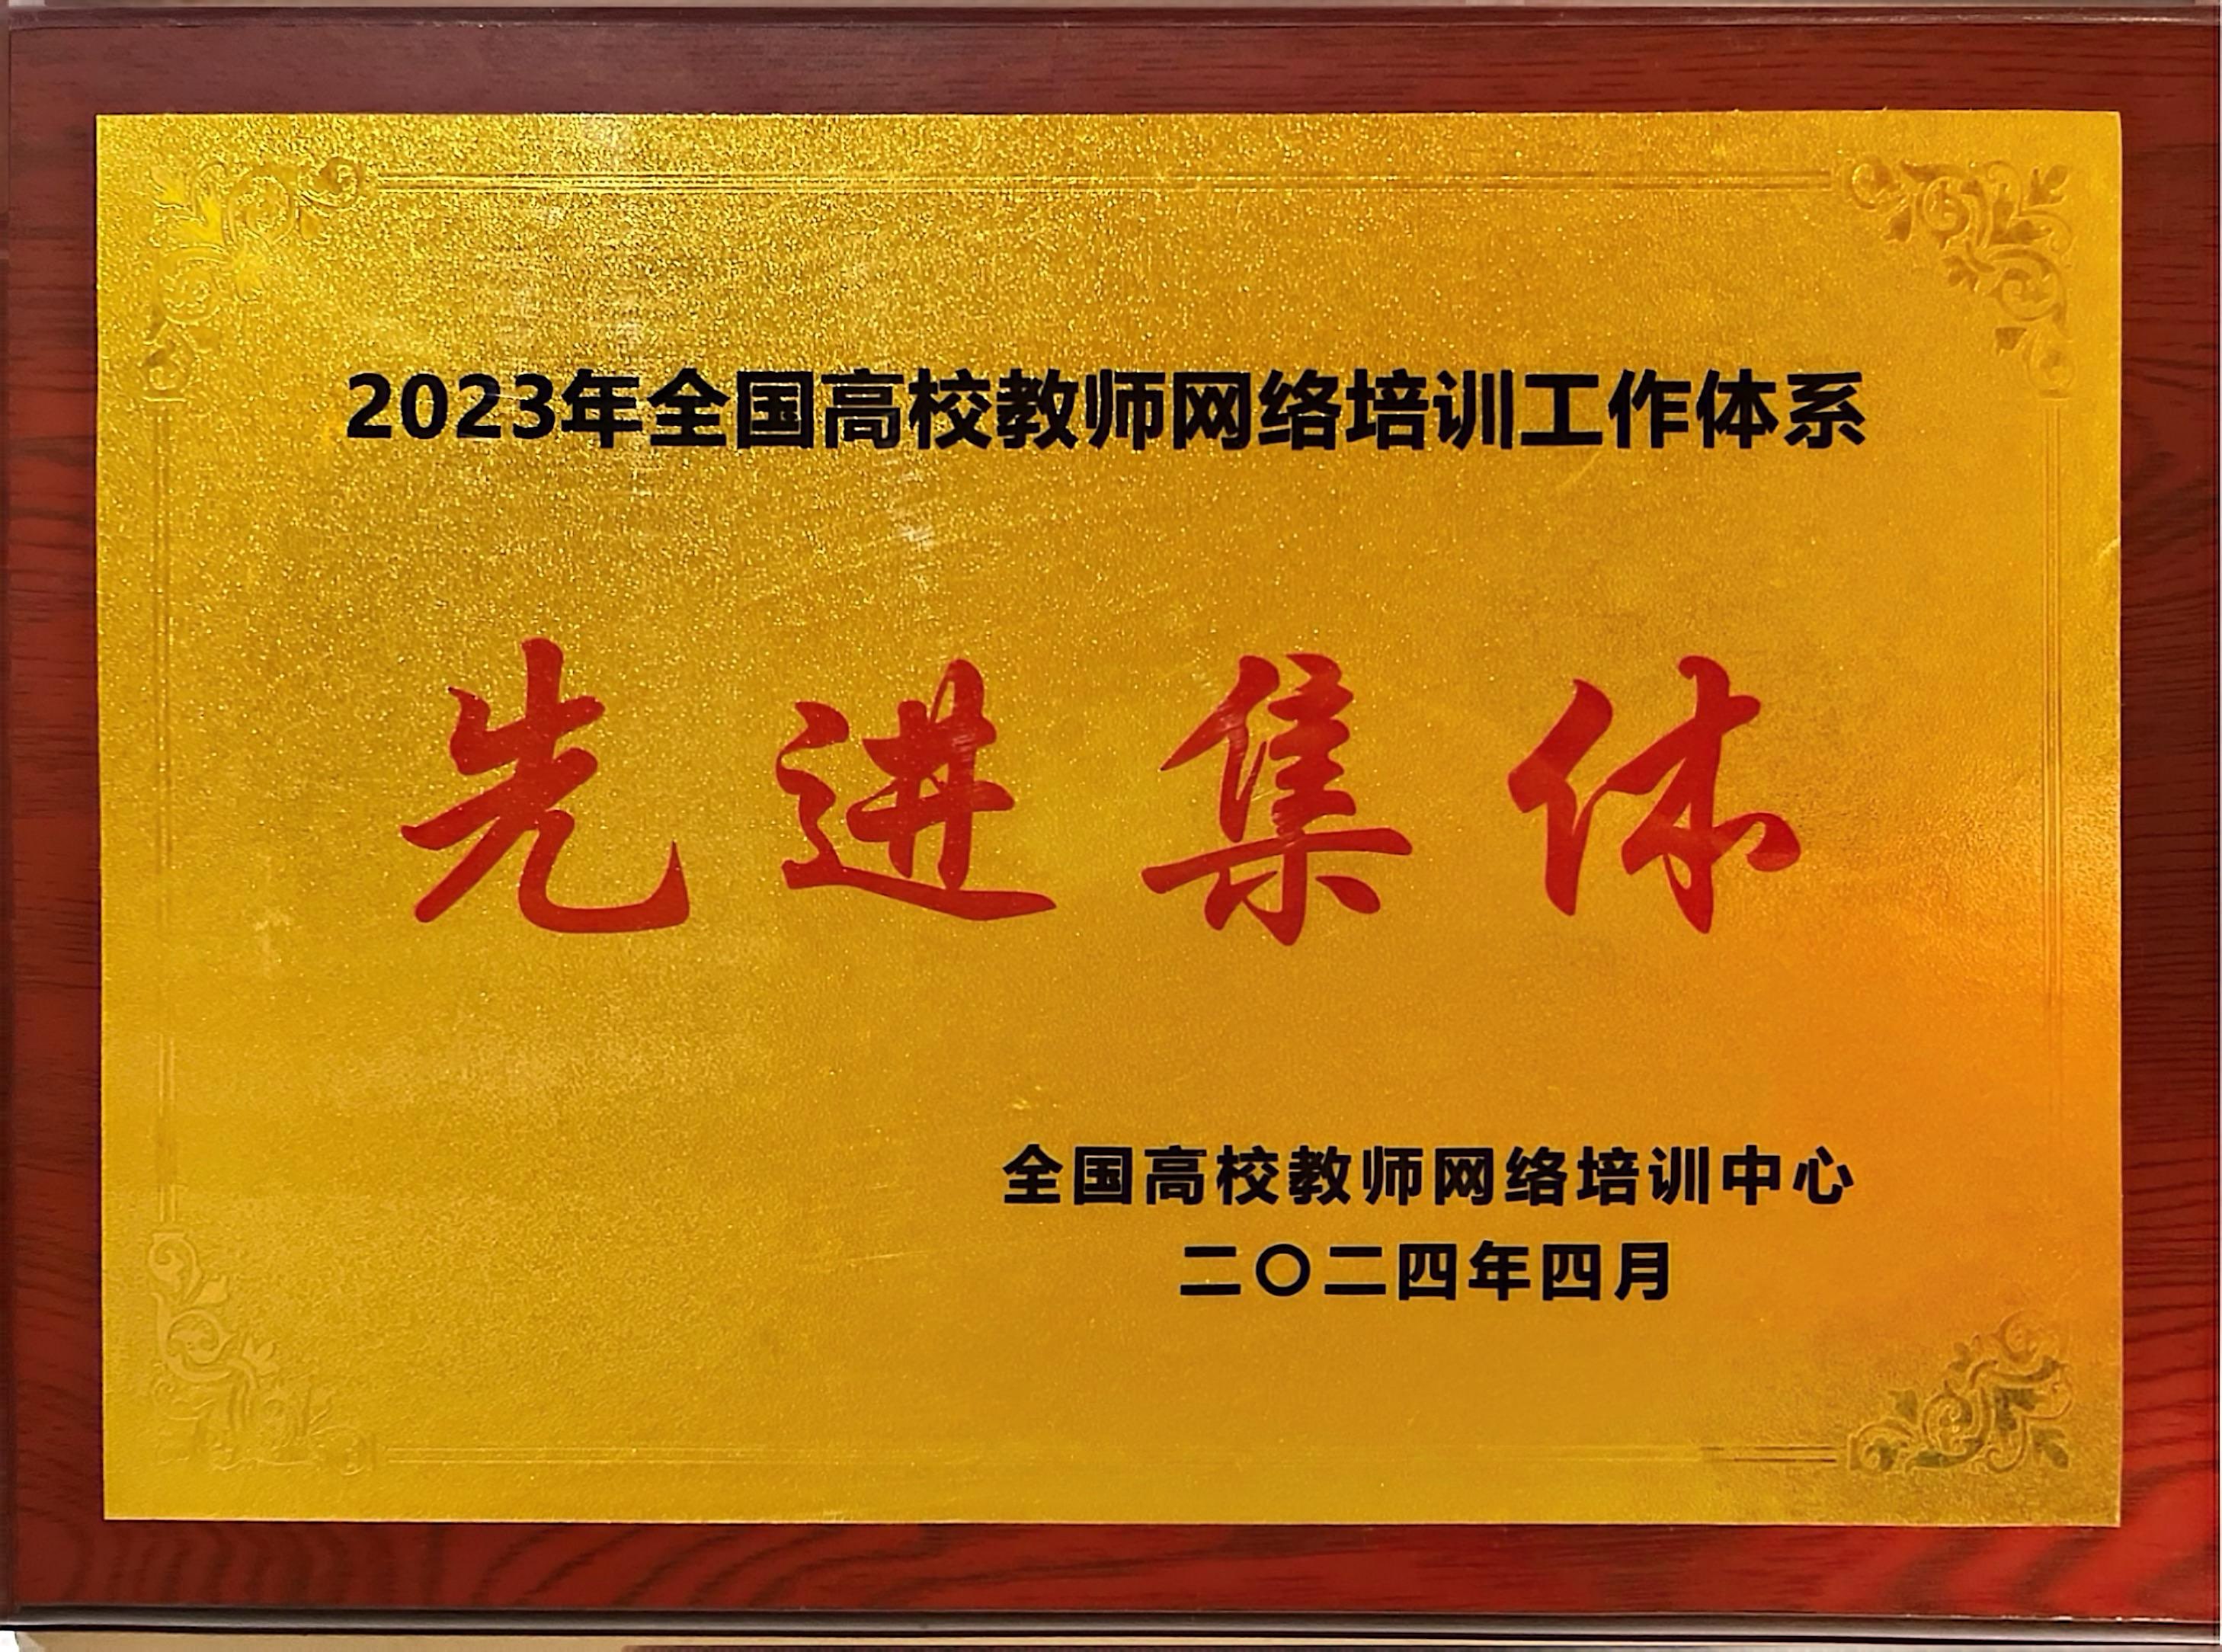 2023年全国高校教师网络培训工作体系
先进集体
全国高校教师网络培训中心
二〇二四年四月